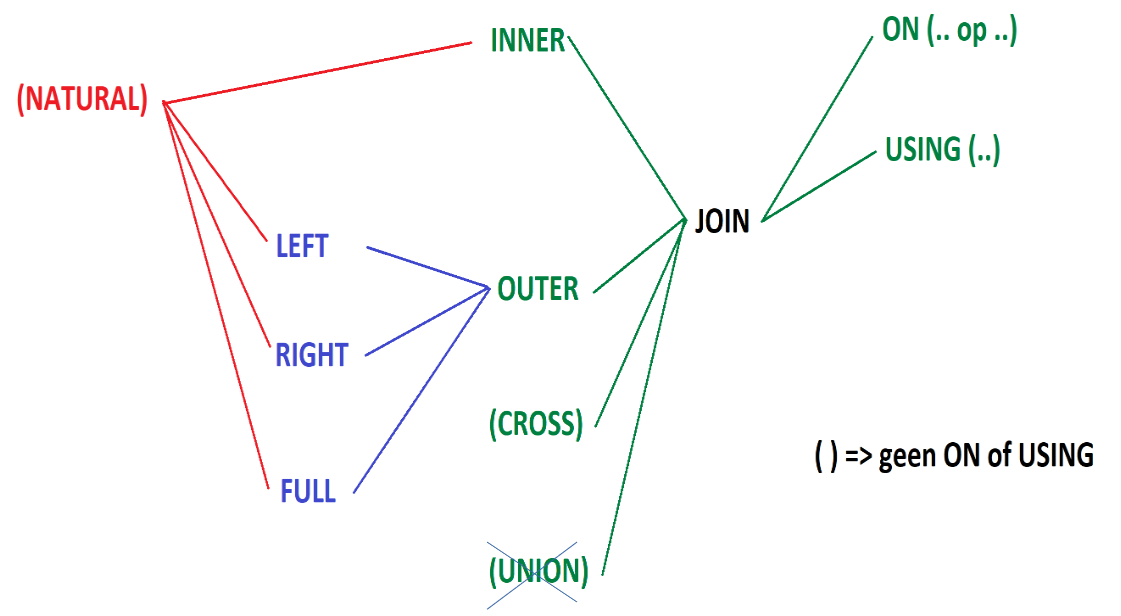 INNER
ON (.. op ..)
(NATURAL)
USING (..)
JOIN
LEFT
OUTER
RIGHT
(CROSS)
( ) => geen ON of USING
FULL
(UNION)